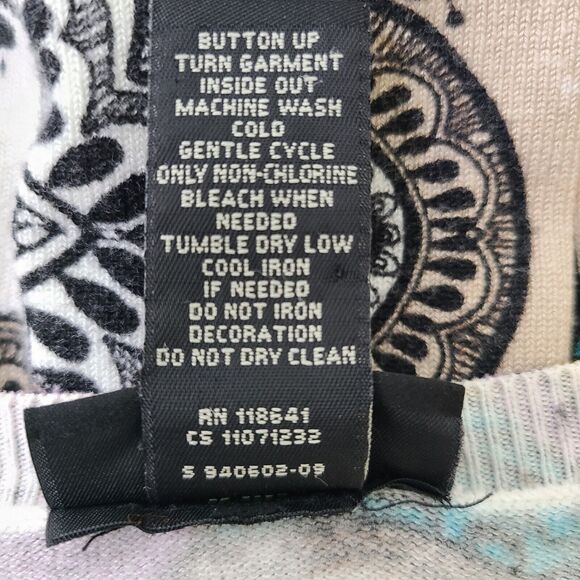 BUTTON UP
TURN GARMENT
INSIDE OUT
MACHINE WASH
COLD
GENTLE CYCLE
ONLY NON-CHLORINE
BLEACH WHEN
NEEDED
TUMBLE DRY LOW
COOL IRON
IF NEEDED
DO NOT IRON
DECORATION
DO NOT DRY CLEAN
RN 118641
CS 11071232
S 940602-09